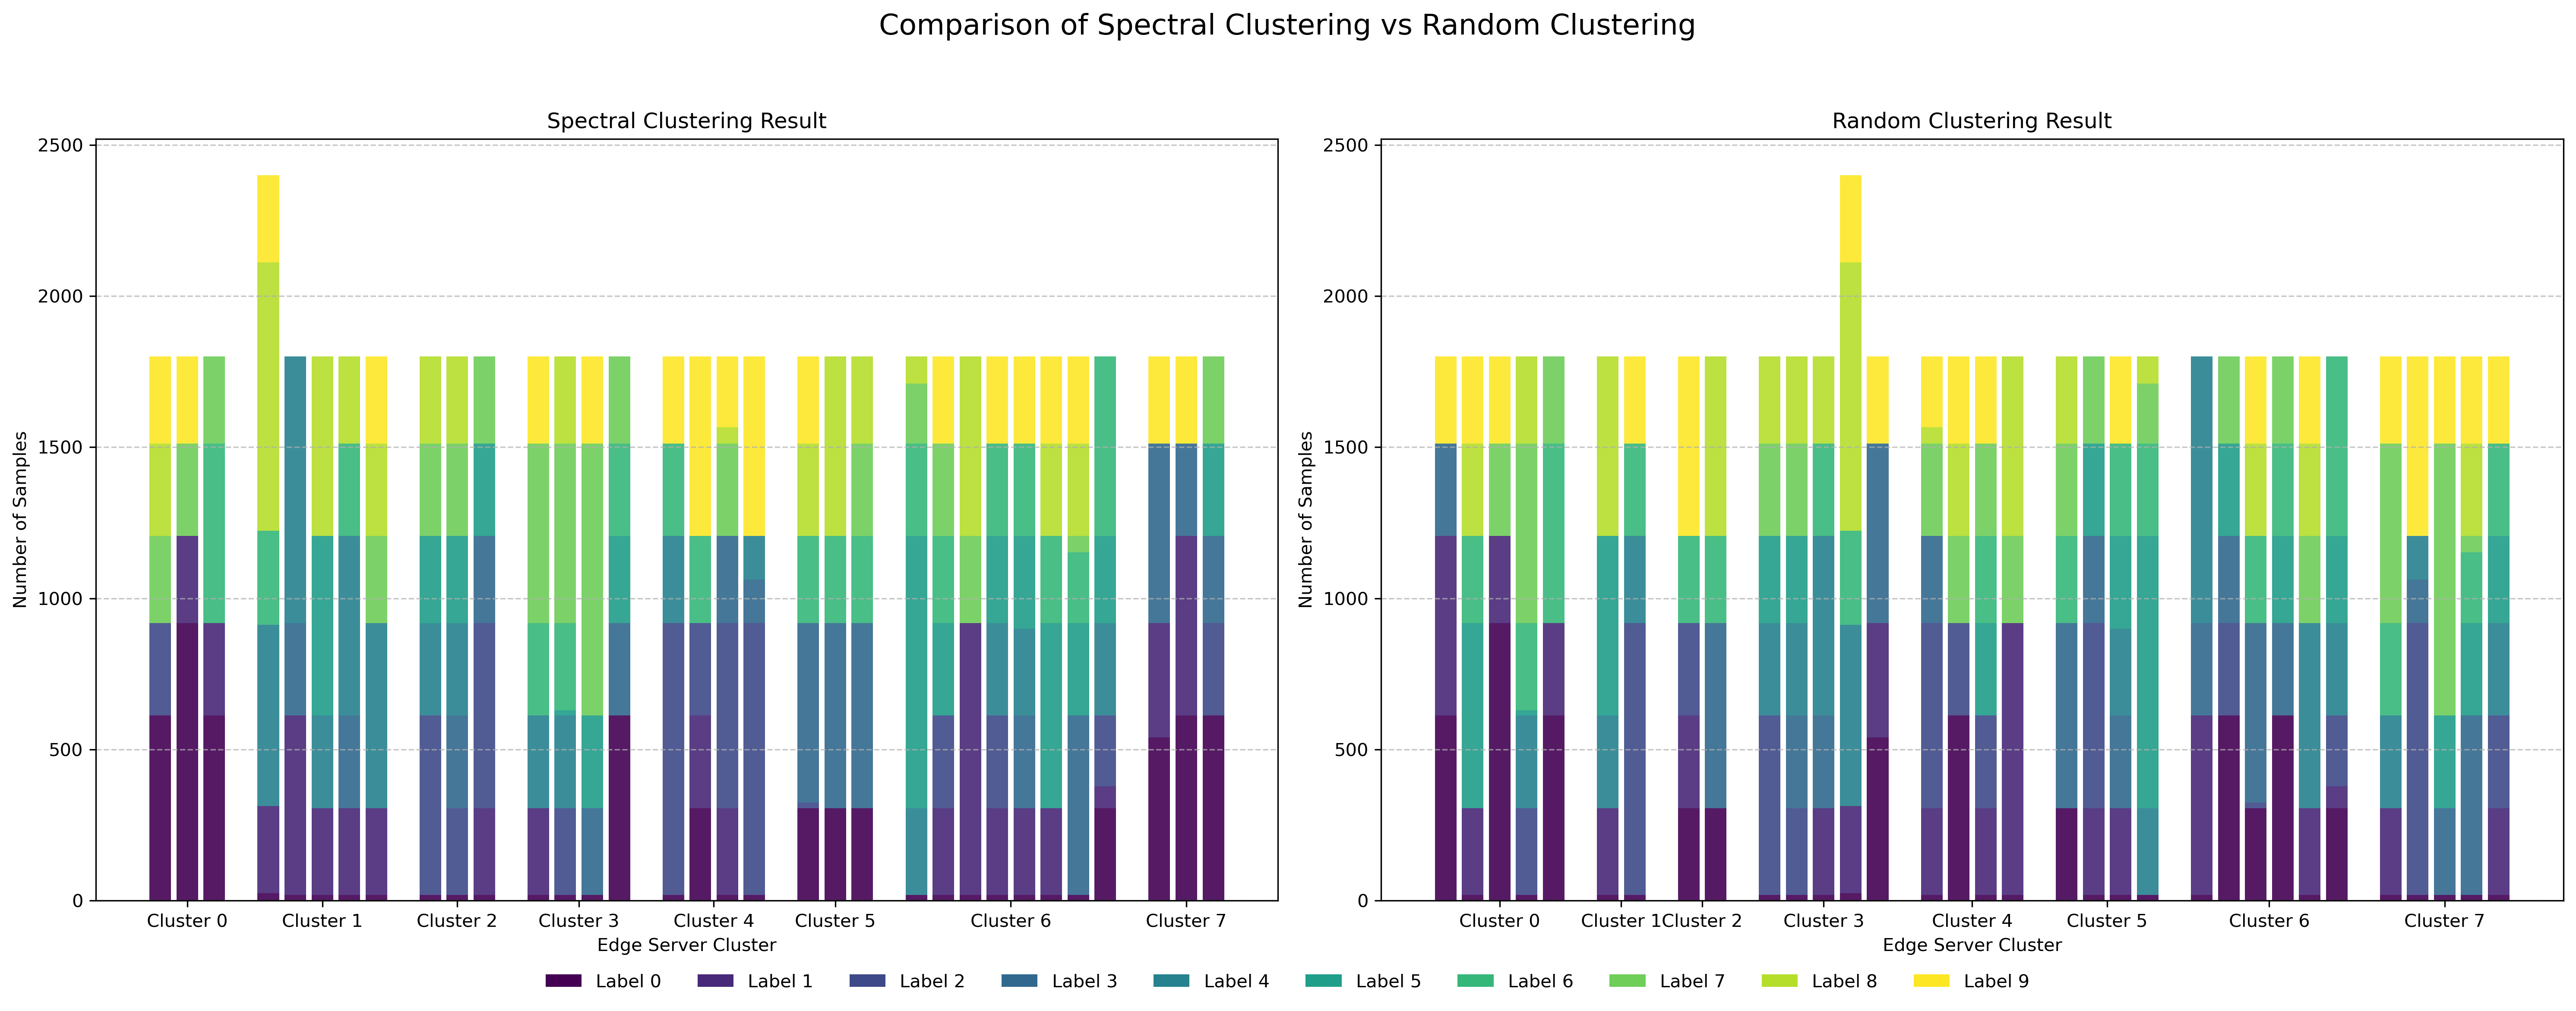 Comparison of Spectral Clustering vs Random Clustering
Spectral Clustering Result
Number of Samples
2500
2000
1500
1000
500
0
Cluster 0 Cluster 1 Cluster 2 Cluster 3 Cluster 4 Cluster 5 Cluster 6 Cluster 7
Edge Server Cluster
Random Clustering Result
Number of Samples
2500
2000
1500
1000
500
0
Cluster 0 Cluster 1 Cluster 2 Cluster 3 Cluster 4 Cluster 5 Cluster 6 Cluster 7
Edge Server Cluster
Label 0 Label 1 Label 2 Label 3 Label 4 Label 5 Label 6 Label 7 Label 8 Label 9